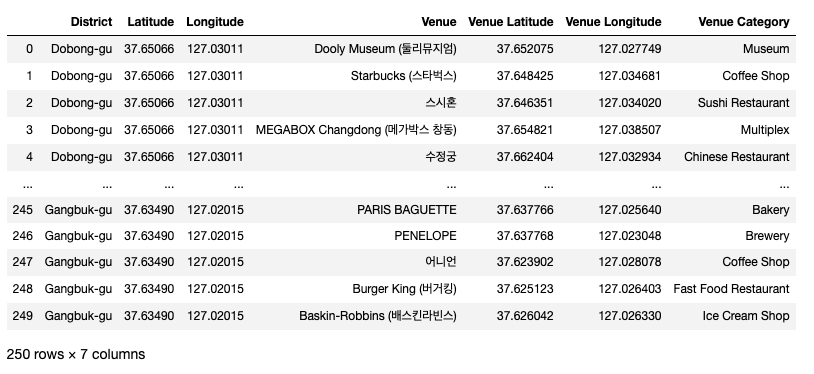 District Latitude Longitude Venue Venue Latitude Venue Longitude Venue Category
0 Dobong-gu 37.65066 127.03011 Dooly Museum (둘리뮤지엄) 37.652075 127.027749 Museum
1 Dobong-gu 37.65066 127.03011 Starbucks (스타벅스) 37.648425 127.034681 Coffee Shop
2 Dobong-gu 37.65066 127.03011 스시혼 37.646351 127.034020 Sushi Restaurant
3 Dobong-gu 37.65066 127.03011 MEGABOX Changdong (메가박스 창동) 37.654821 127.038507 Multiplex
4 Dobong-gu 37.65066 127.03011 수정궁 37.662404 127.032934 Chinese Restaurant
... ... ... ... ... ... ... ...
245 Gangbuk-gu 37.63490 127.02015 PARIS BAGUETTE 37.637766 127.025640 Bakery
246 Gangbuk-gu 37.63490 127.02015 PENELOPE 37.637768 127.023048 Brewery
247 Gangbuk-gu 37.63490 127.02015 어니언 37.623902 127.028078 Coffee Shop
248 Gangbuk-gu 37.63490 127.02015 Burger King (버거킹) 37.625123 127.026403 Fast Food Restaurant
249 Gangbuk-gu 37.63490 127.02015 Baskin-Robbins (배스킨라빈스) 37.626042 127.026330 Ice Cream Shop
250 rows × 7 columns